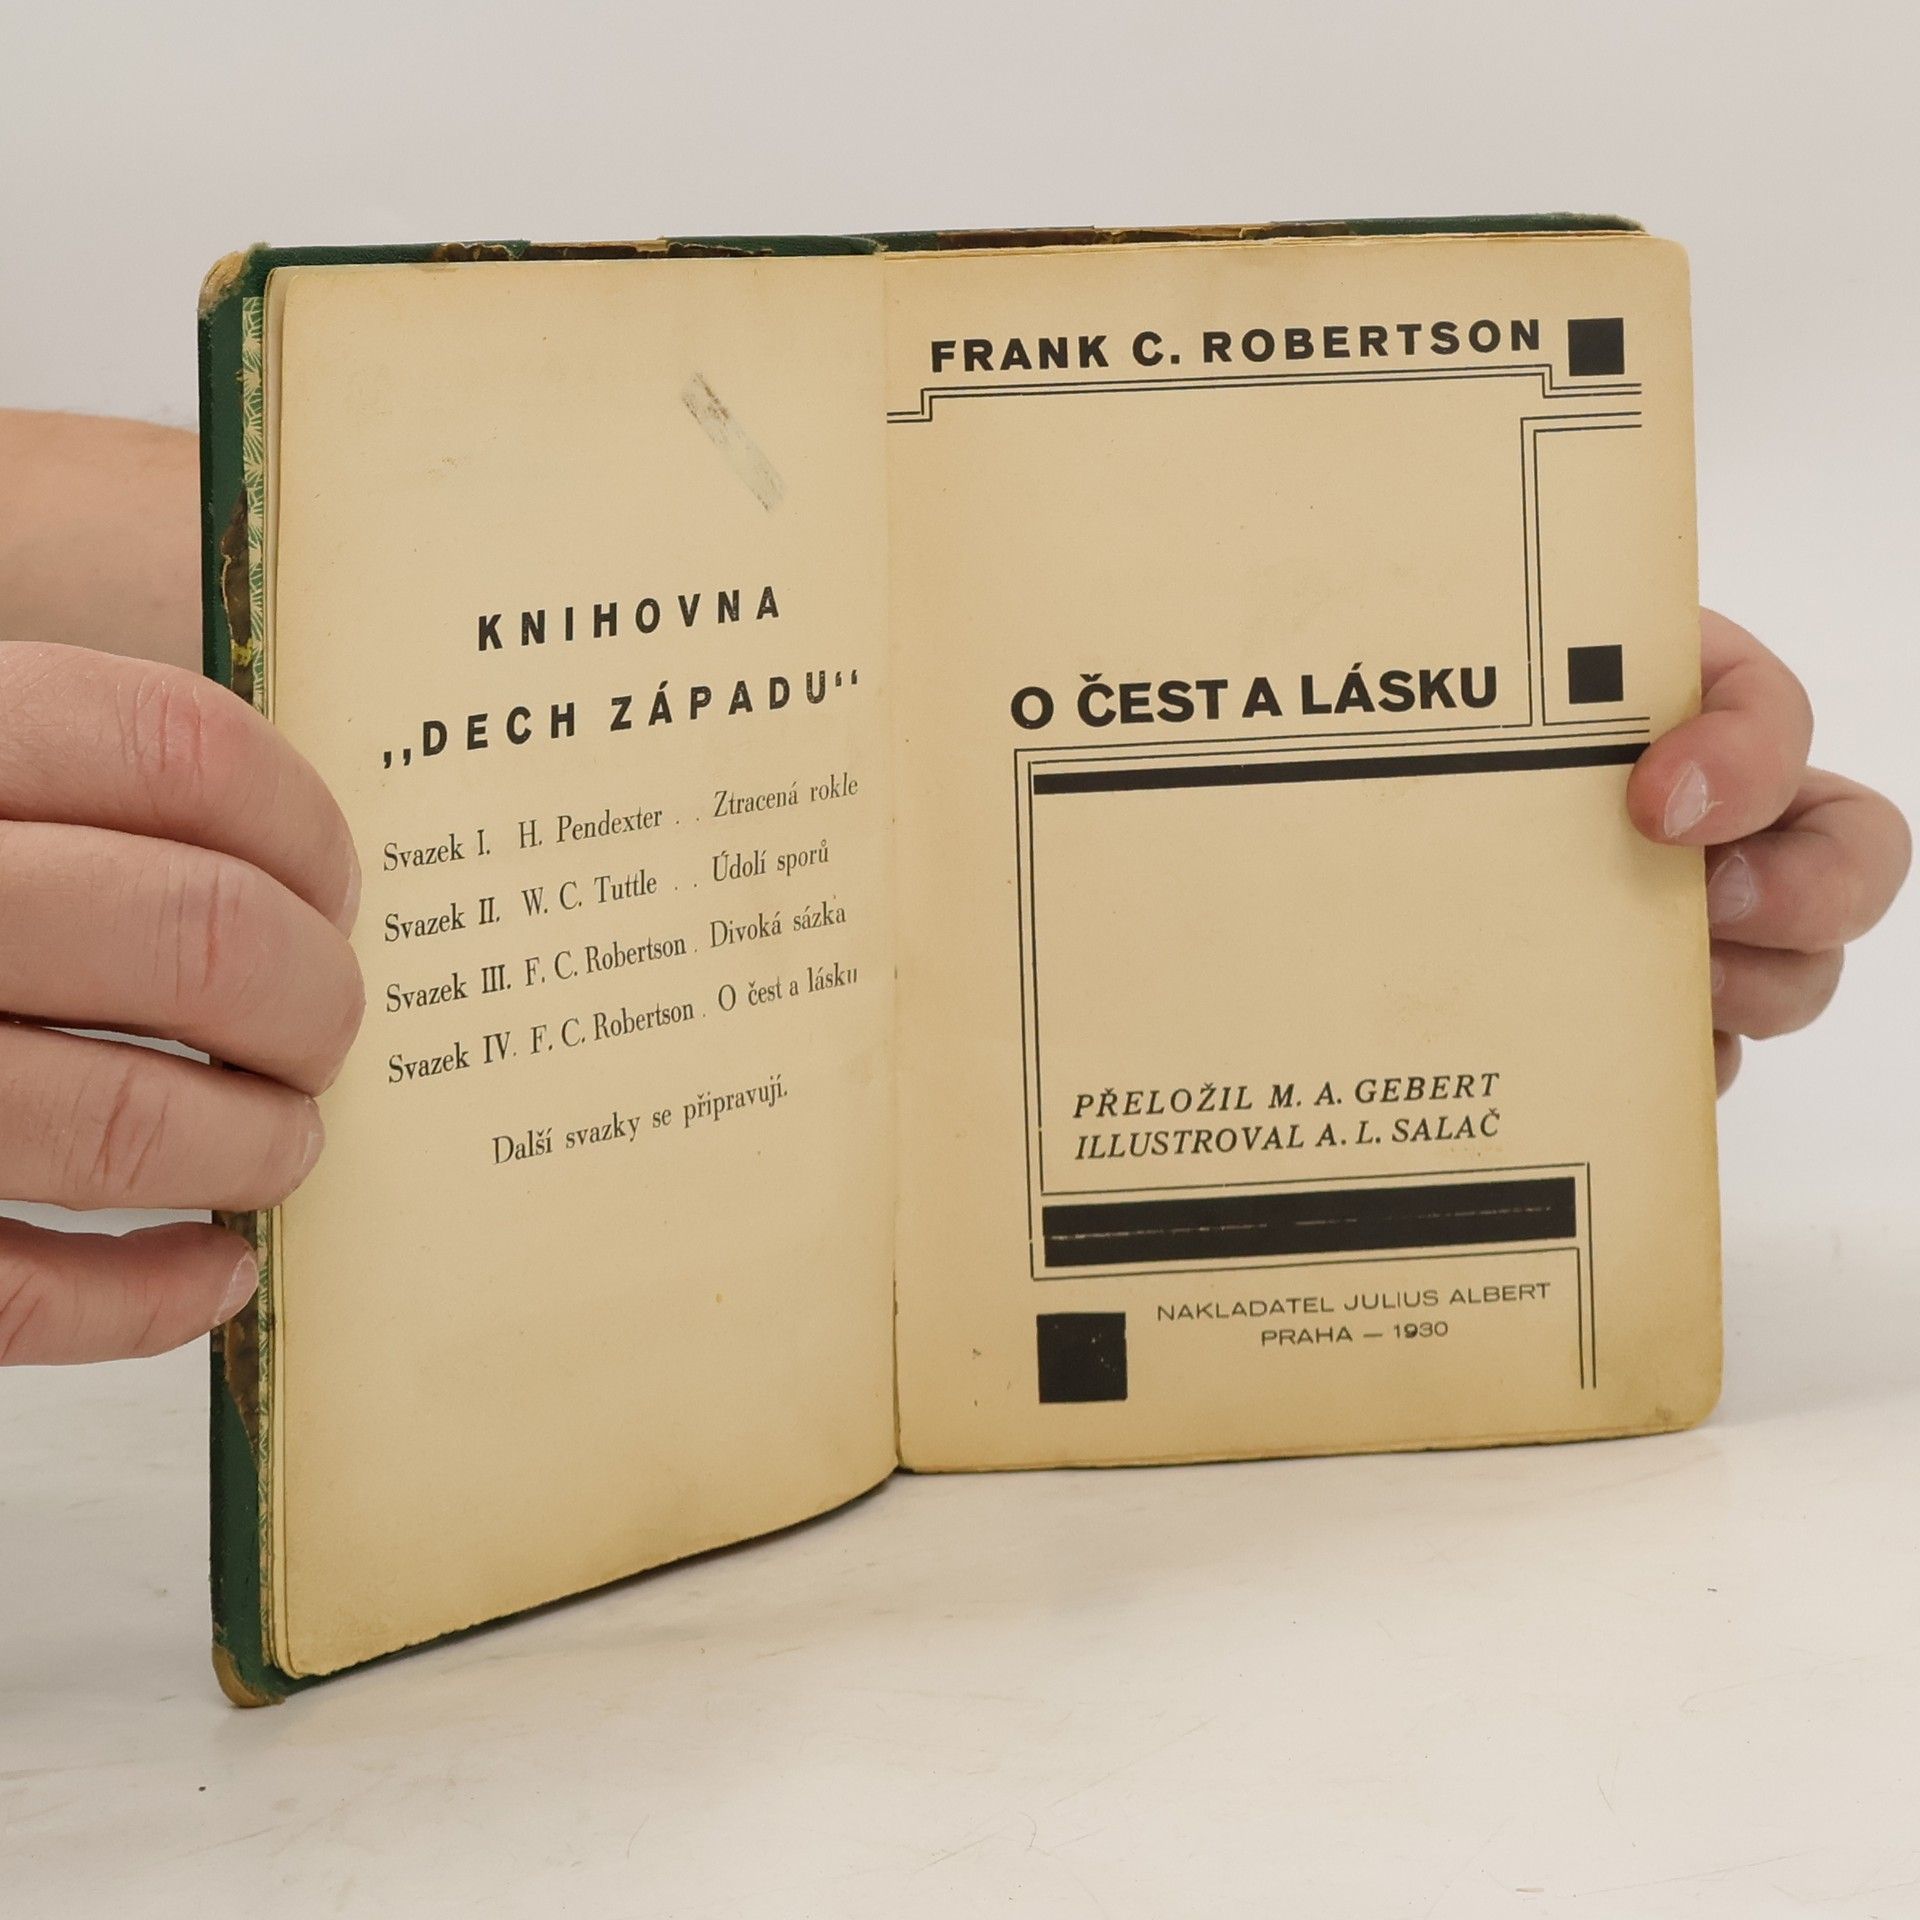 KNIHOVNA
,,DECH ZÁPADU“
Svazek I. H. Pendexter . . Ztracená rokle
Svazek II. W. C. Tuttle . . Údolí sporů
Svazek III. F. C. Robertson . Divoká sázka
Svazek IV. F. C. Robertson . O čest a lásku
Další svazky se připravují.
FRANK C. ROBERTSON
O ČEST A LÁSKU
PŘELOŽIL M. A. GEBERT
ILLUSTROVAL A. L. SALAČ
NAKLADATEL JULIUS ALBERT
PRAHA — 1930